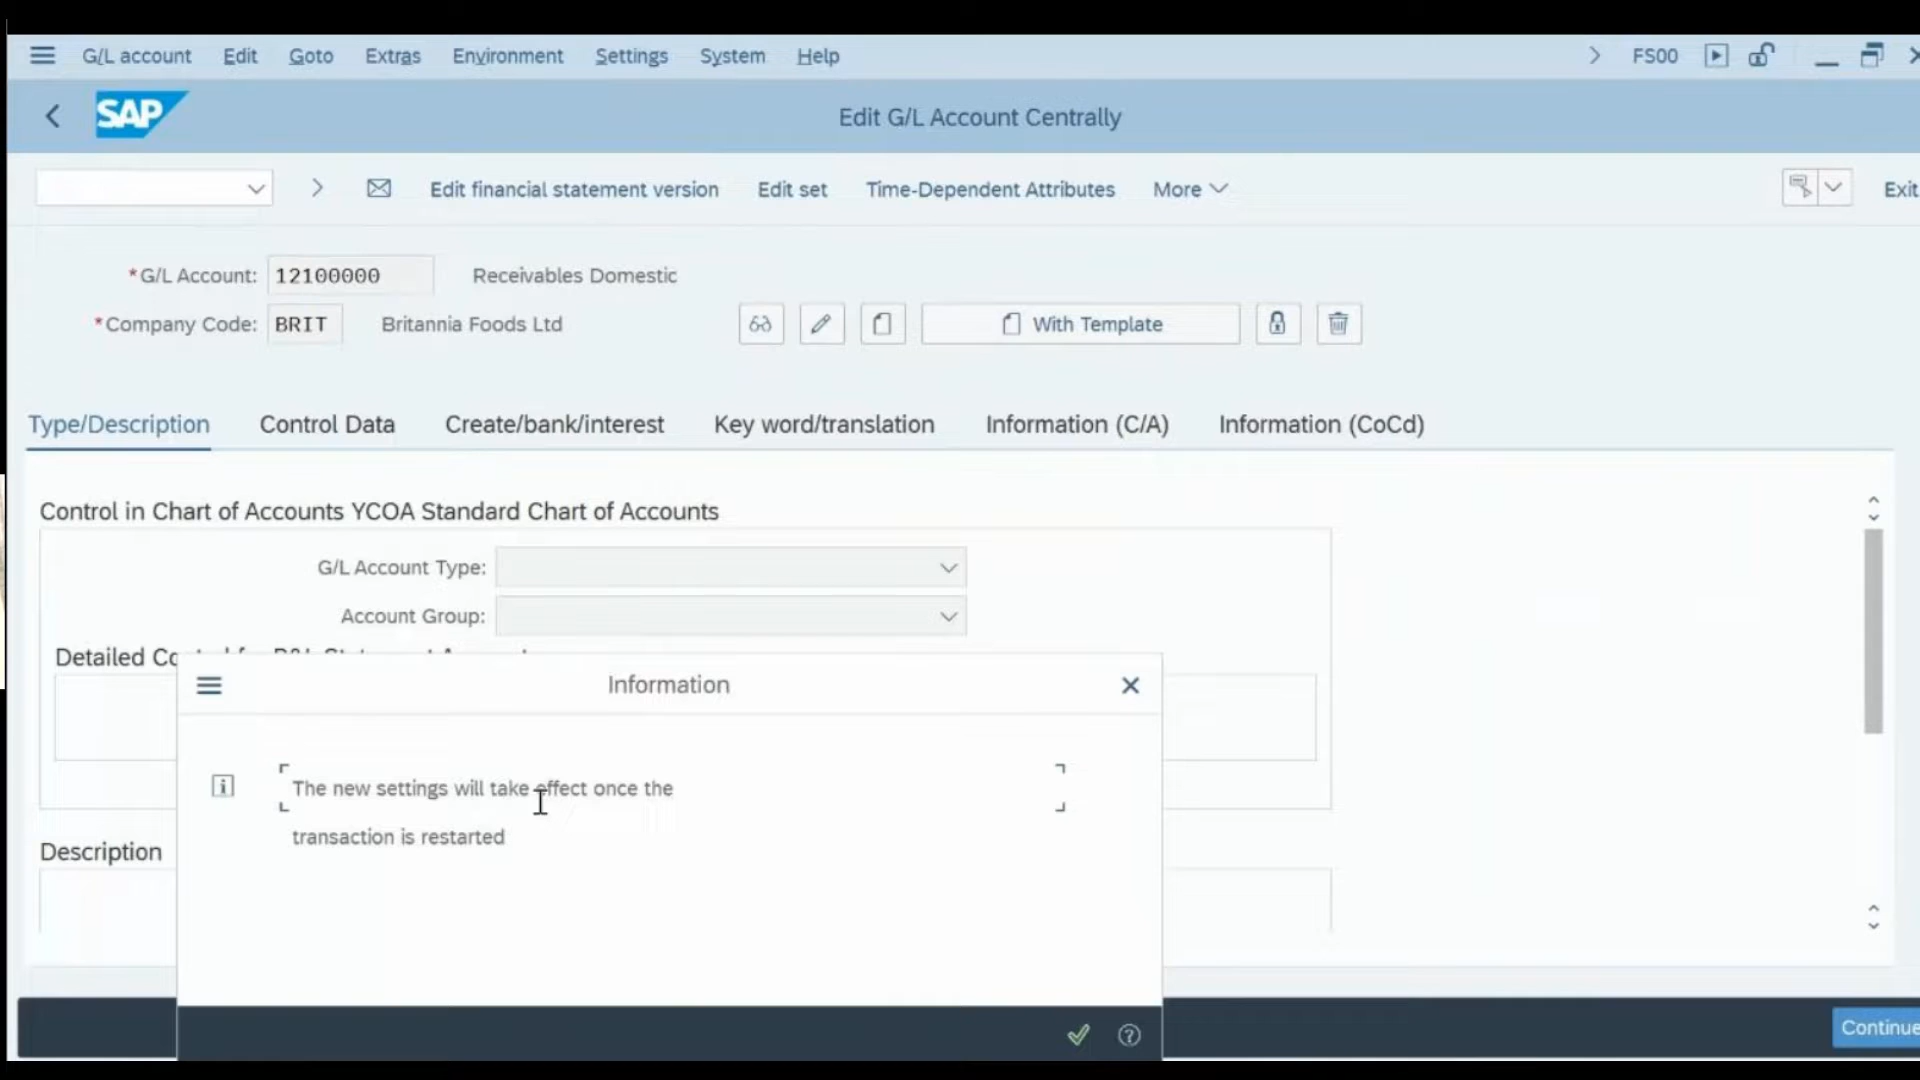 G/L account Edit Goto Extras Environment Settings System Help FS00
SAP Edit G/L Account Centrally
Edit financial statement version Edit set Time-Dependent Attributes More Exit
*G/L Account: 12100000 Receivables Domestic
*Company Code: BRIT Britannia Foods Ltd With Template
Type/Description Control Data Create/bank/interest Key word/translation Information (C/A) Information (CoCd)
Control in Chart of Accounts YCOA Standard Chart of Accounts
G/L Account Type:
Account Group:
Detailed
Information
The new settings will take effect once the
transaction is restarted
Description
Continue